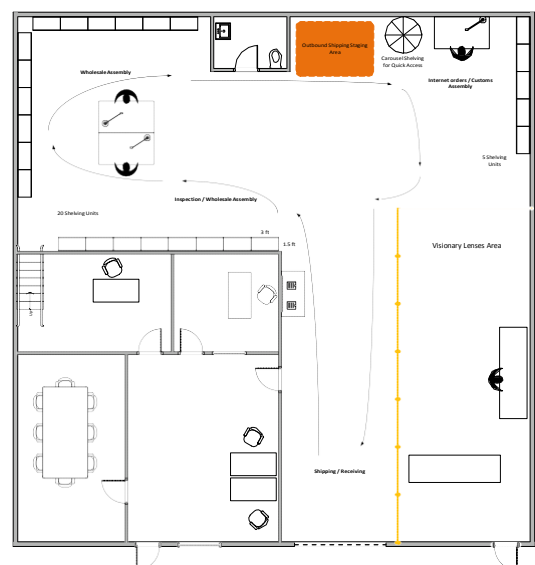 Outbound Shipping Staging
Area
Carousel Shelving
for Quick Access
Wholesale Assembly
Internet orders / Customs
Assembly
5 Shelving
Units
Inspection / Wholesale Assembly
20 Shelving Units
3 ft
1.5 ft
Visionary Lenses Area
Shipping / Receiving